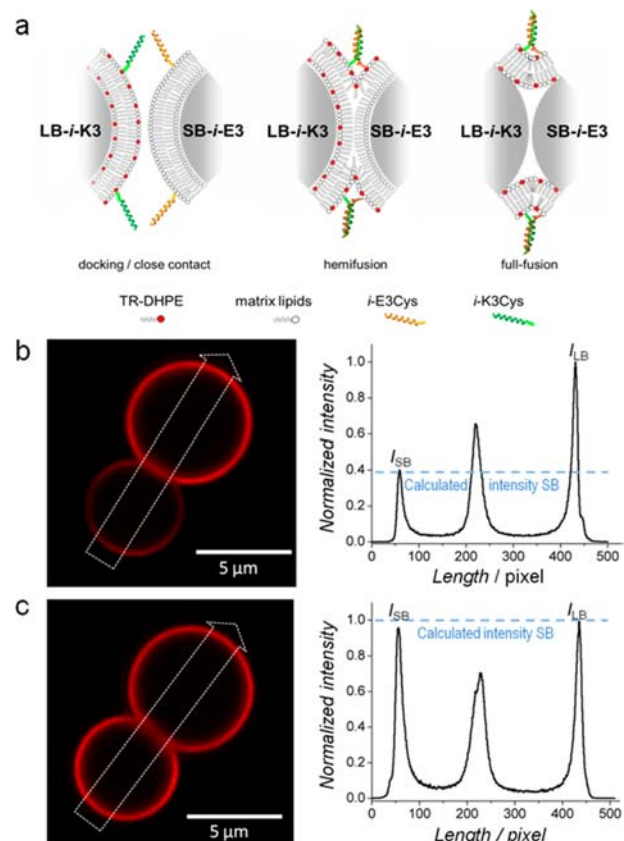 a
LB-i-K3 SB-i-E3 LB-i-K3 SB-i-E3 LB-i-K3 SB-i-E3
docking / close contact hemifusion full-fusion
TR-DHPE matrix lipids i-E3Cys i-K3Cys
b
5 µm
Normalized intensity
1.0
0.8
0.6
0.4
0.2
0.0
I_LB
I_SB
Calculated intensity SB
0 100 200 300 400 500
Length / pixel
c
5 µm
Normalized intensity
1.0
0.8
0.6
0.4
0.2
0.0
I_SB I_LB
Calculated intensity SB
0 100 200 300 400 500
Length / pixel